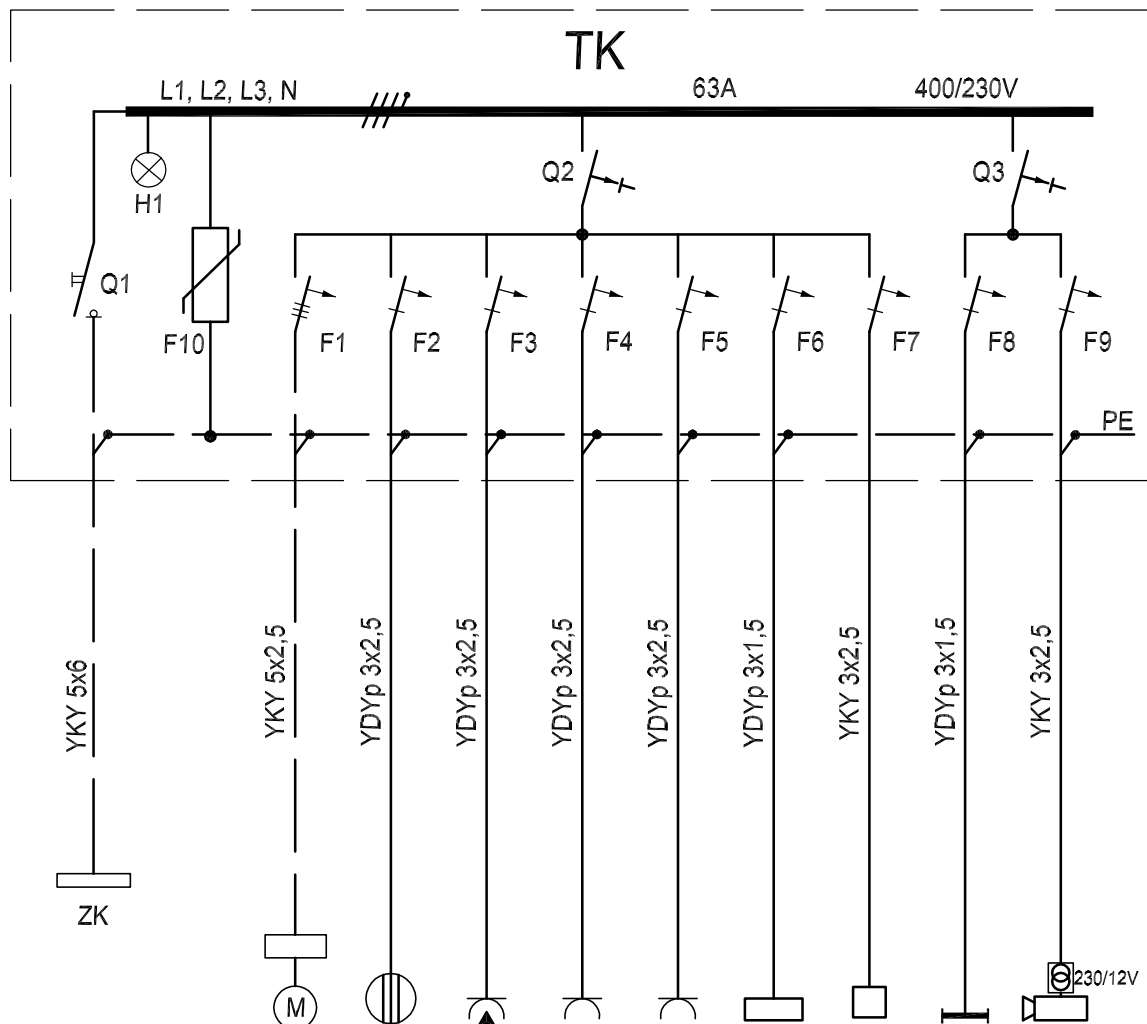 TK
L1, L2, L3, N
63A
400/230V
H1
Q2
Q3
Q1
F10
F1
F2
F3
F4
F5
F6
F7
F8
F9
PE
YKY 5x6
YKY 5x2,5
YDYp 3x2,5
YDYp 3x2,5
YDYp 3x2,5
YDYp 3x2,5
YDYp 3x1,5
YKY 3x2,5
YDYp 3x1,5
YKY 3x2,5
ZK
M
230/12V